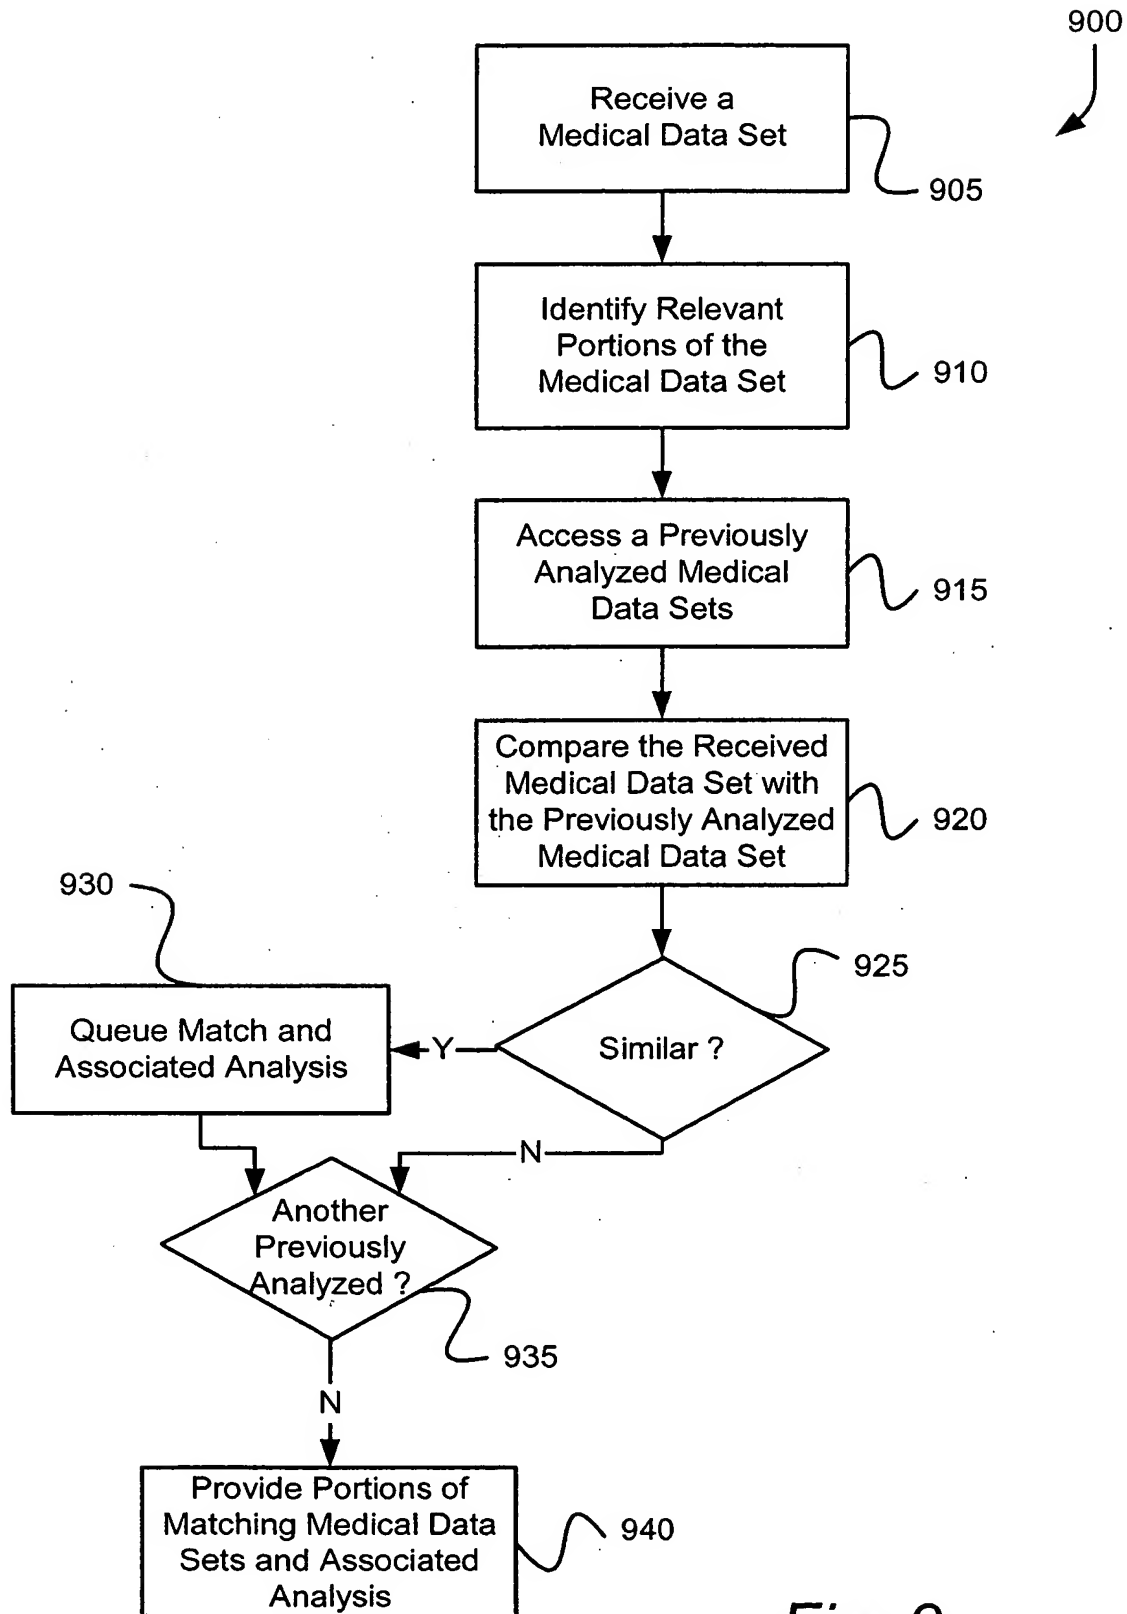 900
Receive a
Medical Data Set
905
Identify Relevant
Portions of the
Medical Data Set
910
Access a Previously
Analyzed Medical
Data Sets
915
Compare the Received
Medical Data Set with
the Previously Analyzed
Medical Data Set
920
930
925
Queue Match and
Associated Analysis
Y
Similar ?
N
Another
Previously
Analyzed ?
935
N
Provide Portions of
Matching Medical Data
Sets and Associated
Analysis
940